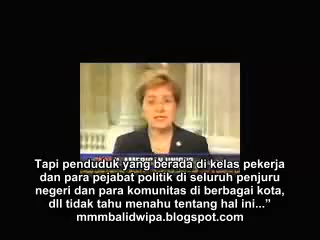 Tapi penduduk yang berada di kelas pekerja
dan para pejabat politik di seluruh penjuru
negeri dan para komunitas di berbagai kota,
dll tidak tahu menahu tentang hal ini..."
mmmbalidwipa.blogspot.com